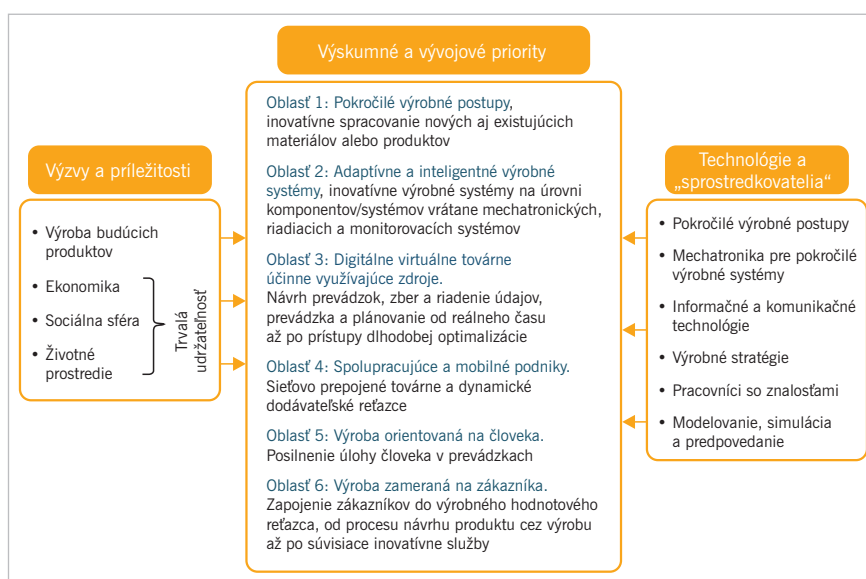 Výskumné a vývojové priority
Oblasť 1: Pokročilé výrobné postupy,
inovatívne spracovanie nových aj existujúcich
materiálov alebo produktov
Oblasť 2: Adaptívne a inteligentné výrobné
systémy, inovatívne výrobné systémy na úrovni
komponentov/systémov vrátane mechatronických,
riadiacich a monitorovacích systémov
Oblasť 3: Digitálne virtuálne továrne
účinne využívajúce zdroje.
Návrh prevádzok, zber a riadenie údajov,
prevádzka a plánovanie od reálneho času
až po prístupy dlhodobej optimalizácie
Oblasť 4: Spolupracujúce a mobilné podniky.
Sieťovo prepojené továrne a dynamické
dodávateľské reťazce
Oblasť 5: Výroba orientovaná na človeka.
Posilnenie úlohy človeka v prevádzkach
Oblasť 6: Výroba zameraná na zákazníka.
Zapojenie zákazníkov do výrobného hodnotového
reťazca, od procesu návrhu produktu cez výrobu
až po súvisiace inovatívne služby
Výzvy a príležitosti
• Výroba budúcich
produktov
• Ekonomika
• Sociálna sféra
• Životné
prostredie
Trvalá
udržateľnosť
Technológie a
„sprostredkovatelia“
• Pokročilé výrobné postupy
• Mechatronika pre pokročilé
výrobné systémy
• Informačné a komunikačné
technológie
• Výrobné stratégie
• Pracovníci so znalosťami
• Modelovanie, simulácia
a predpovedanie